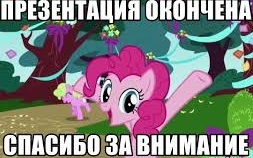 ПРЕЗЕНТАЦИЯ ОКОНЧЕНА
СПАСИБО ЗА ВНИМАНИЕ